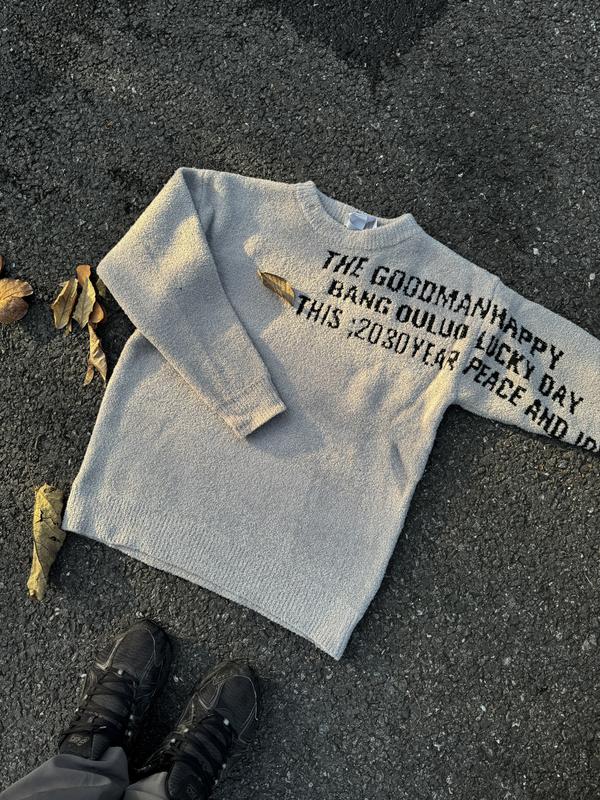 THE GOODMANHAPPY
BANG OULUO LUCKY DAY
THIS ;2030YEAR PEACE AND